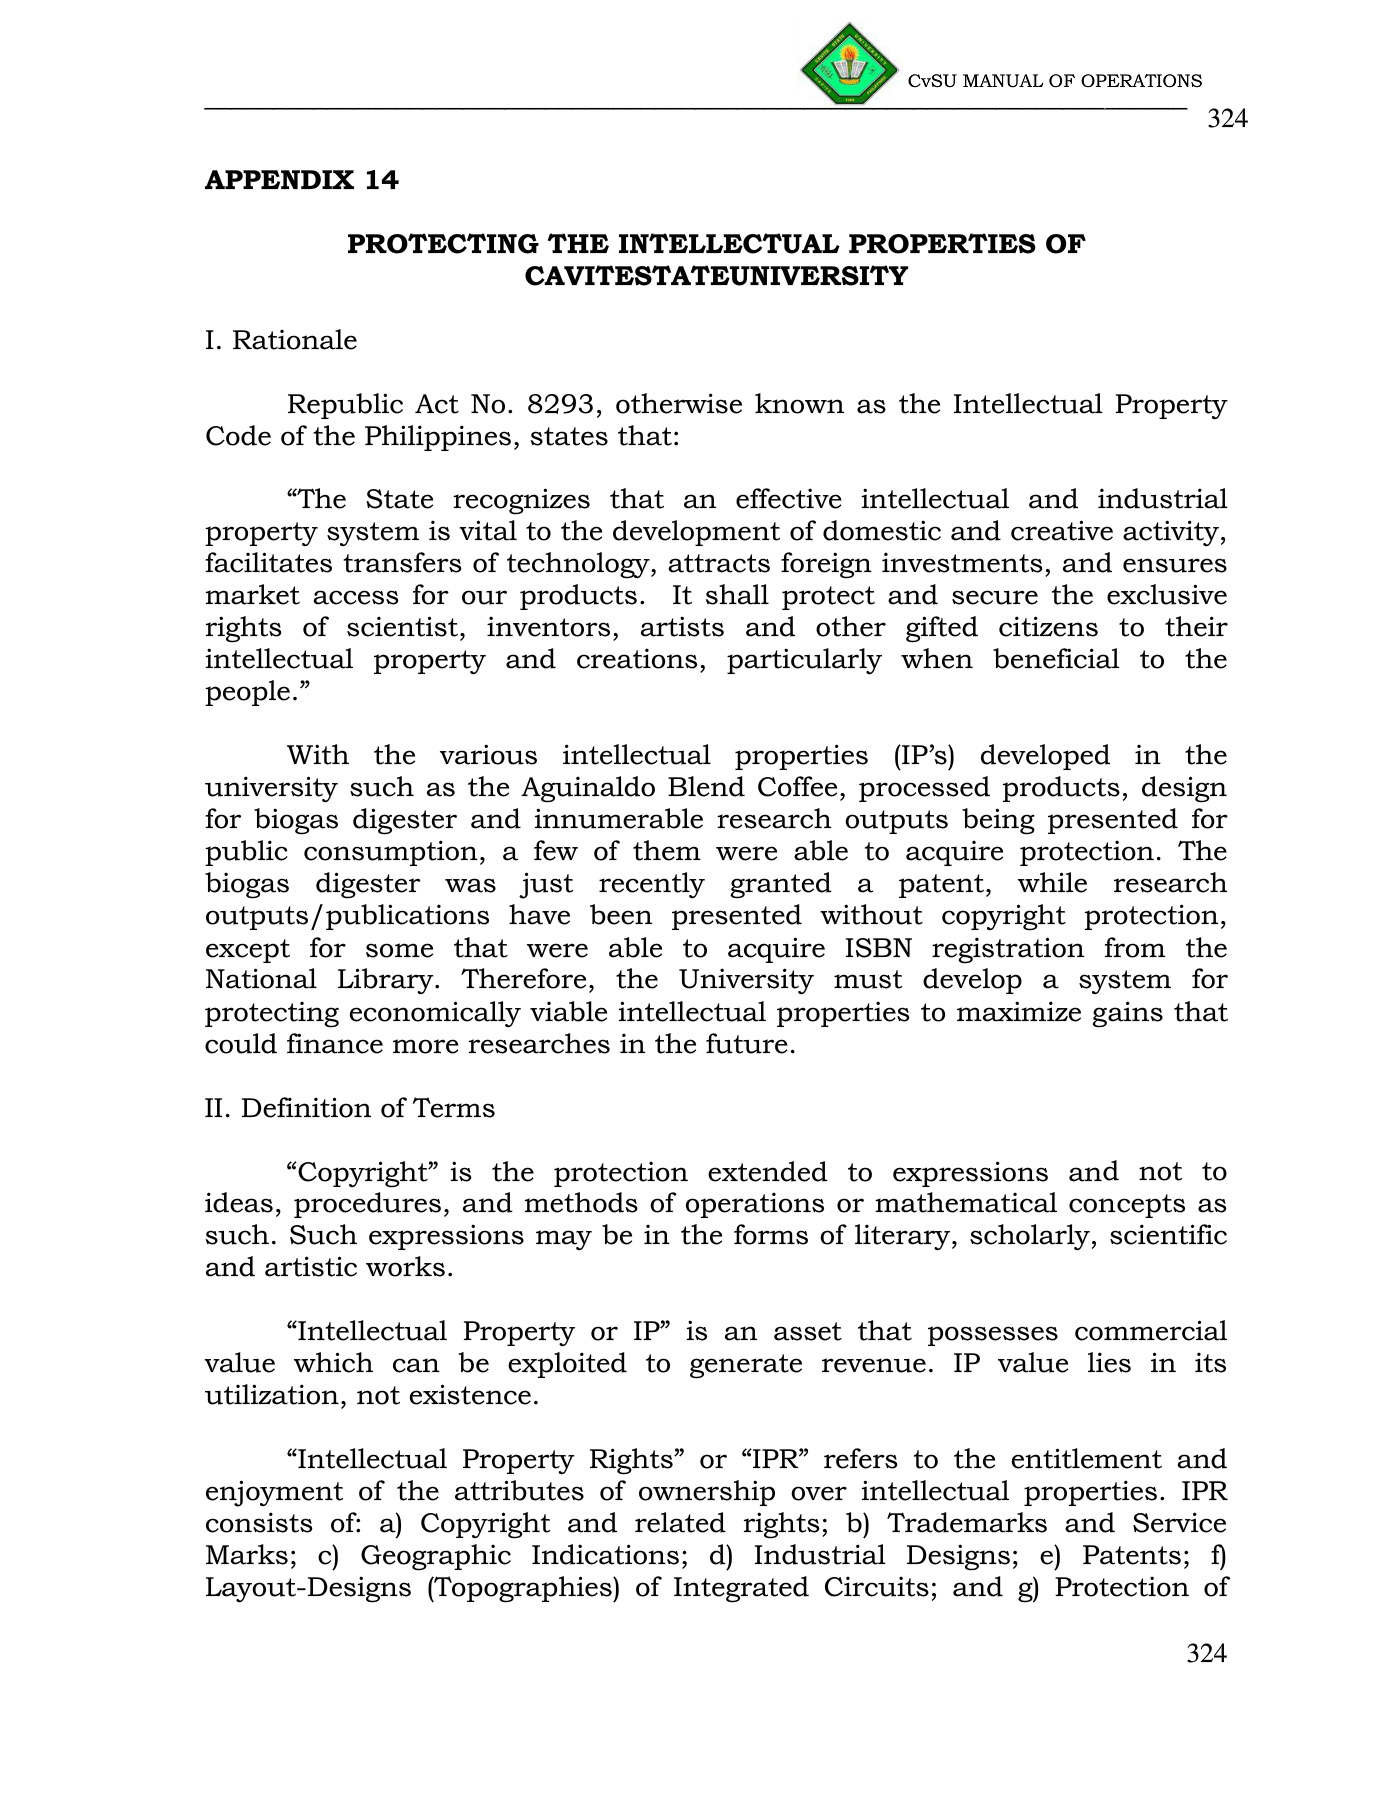 CvSU MANUAL OF OPERATIONS
324
APPENDIX 14
PROTECTING THE INTELLECTUAL PROPERTIES OF
CAVITESTATEUNIVERSITY
I. Rationale
Republic Act No. 8293, otherwise known as the Intellectual Property
Code of the Philippines, states that:
“The State recognizes that an effective intellectual and industrial
property system is vital to the development of domestic and creative activity,
facilitates transfers of technology, attracts foreign investments, and ensures
market access for our products. It shall protect and secure the exclusive
rights of scientist, inventors, artists and other gifted citizens to their
intellectual property and creations, particularly when beneficial to the
people.”
With the various intellectual properties (IP’s) developed in the
university such as the Aguinaldo Blend Coffee, processed products, design
for biogas digester and innumerable research outputs being presented for
public consumption, a few of them were able to acquire protection. The
biogas digester was just recently granted a patent, while research
outputs/publications have been presented without copyright protection,
except for some that were able to acquire ISBN registration from the
National Library. Therefore, the University must develop a system for
protecting economically viable intellectual properties to maximize gains that
could finance more researches in the future.
II. Definition of Terms
“Copyright” is the protection extended to expressions and not to
ideas, procedures, and methods of operations or mathematical concepts as
such. Such expressions may be in the forms of literary, scholarly, scientific
and artistic works.
“Intellectual Property or IP” is an asset that possesses commercial
value which can be exploited to generate revenue. IP value lies in its
utilization, not existence.
“Intellectual Property Rights” or “IPR” refers to the entitlement and
enjoyment of the attributes of ownership over intellectual properties. IPR
consists of: a) Copyright and related rights; b) Trademarks and Service
Marks; c) Geographic Indications; d) Industrial Designs; e) Patents; f)
Layout-Designs (Topographies) of Integrated Circuits; and g) Protection of
324